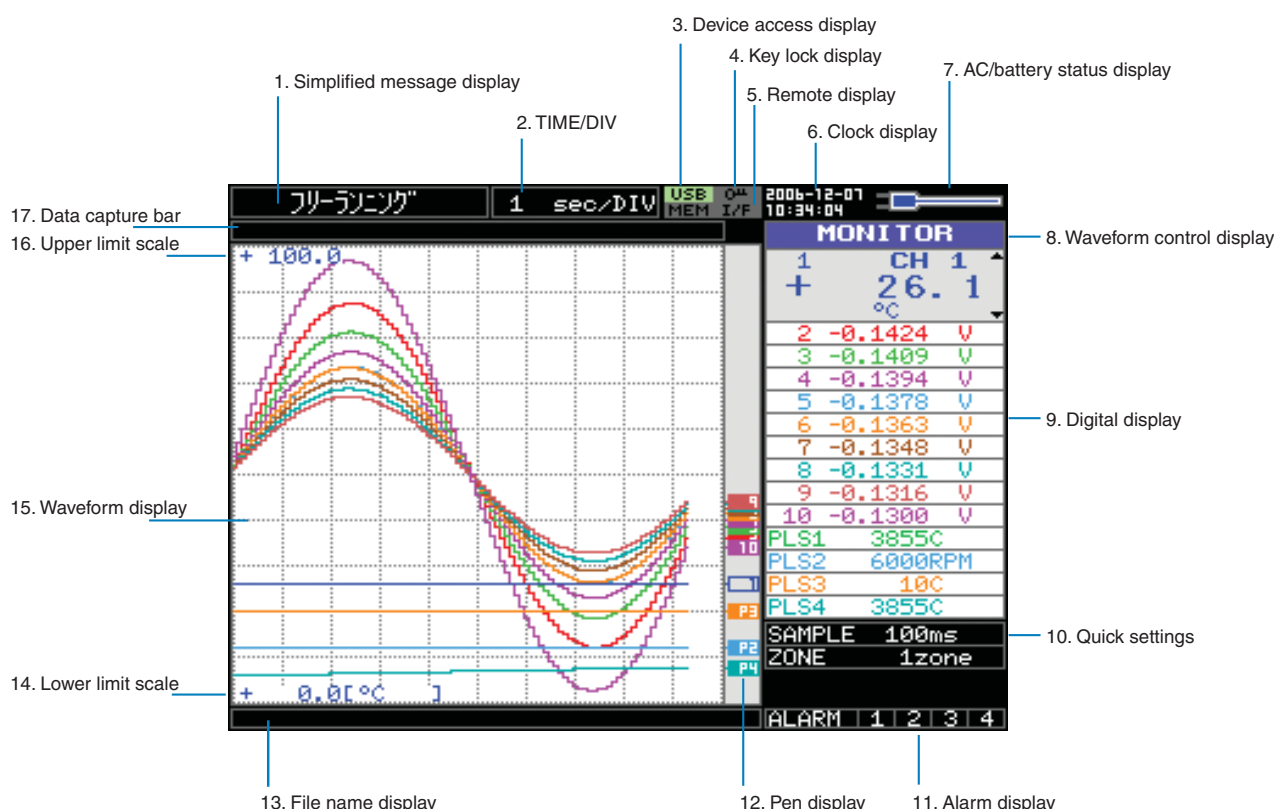 3. Device access display
4. Key lock display
7. AC/battery status display
1. Simplified message display
5. Remote display
2. TIME/DIV
6. Clock display
フリーランニング
1 sec/DIV
USB
MEM
I/F
2006-12-07
10:34:04
17. Data capture bar
16. Upper limit scale
+ 100.0
MONITOR
8. Waveform control display
1 CH 1
+ 26.1
°C
2 -0.1424 V
3 -0.1409 V
4 -0.1394 V
5 -0.1378 V
6 -0.1363 V
9. Digital display
7 -0.1348 V
8 -0.1331 V
9 -0.1316 V
10 -0.1300 V
15. Waveform display
9
10
1
P3
P2
P4
PLS1 3855C
PLS2 6000RPM
PLS3 10C
PLS4 3855C
SAMPLE 100ms
10. Quick settings
ZONE 1zone
14. Lower limit scale
+ 0.0[°C ]
ALARM 1 2 3 4
13. File name display
12. Pen display
11. Alarm display